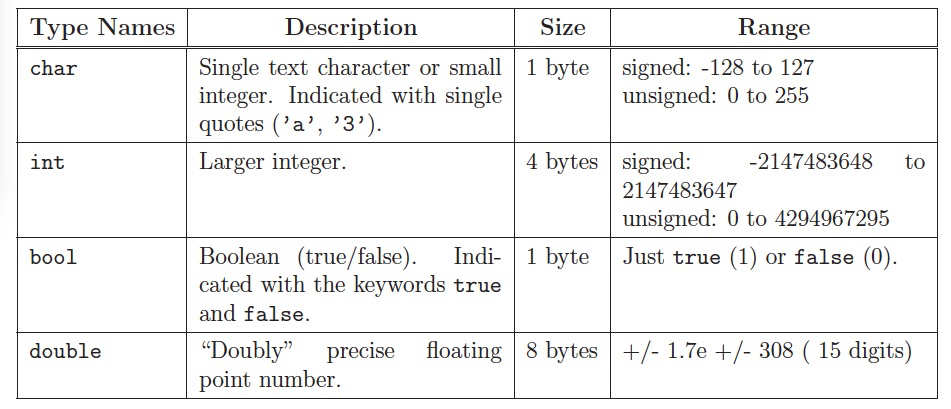 Type Names Description Size Range
char Single text character or small 1 byte signed: -128 to 127
integer. Indicated with single unsigned: 0 to 255
quotes ('a', '3').
int Larger integer. 4 bytes signed: -2147483648 to
2147483647
unsigned: 0 to 4294967295
bool Boolean (true/false). Indi- 1 byte Just true (1) or false (0).
cated with the keywords true
and false.
double “Doubly” precise floating 8 bytes +/- 1.7e +/- 308 ( 15 digits)
point number.